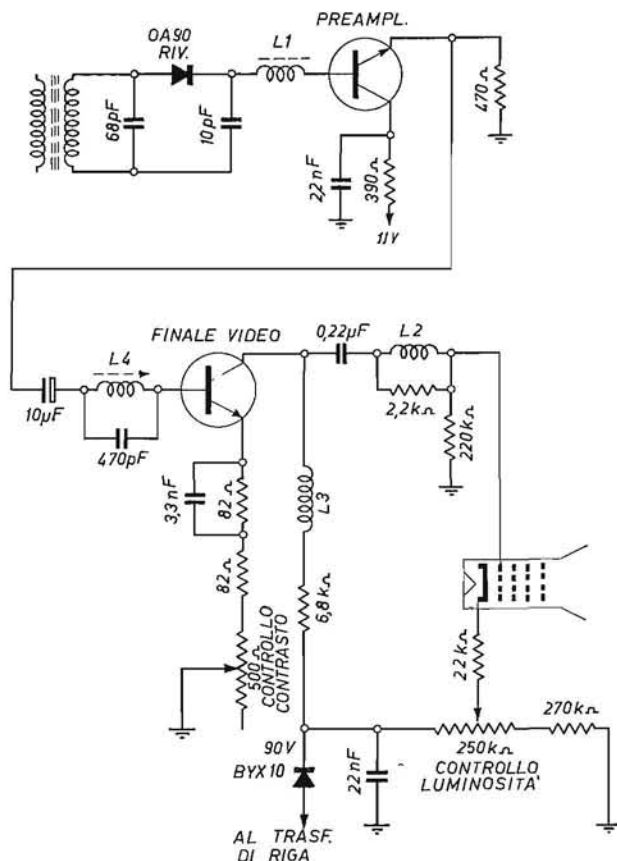 PREAMPL.
OA90
RIV.
L1
68pF
10pF
470Ω
2,2nF
390Ω
11V
FINALE VIDEO
0,22µF
L2
L4
10µF
470pF
2,2kΩ
220kΩ
3,3nF
82Ω
L3
82Ω
6,8kΩ
500Ω
CONTROLLO
CONTRASTO
22kΩ
270kΩ
90V
BYX10
22nF
250kΩ
CONTROLLO
LUMINOSITA'
AL TRASF.
DI RIGA